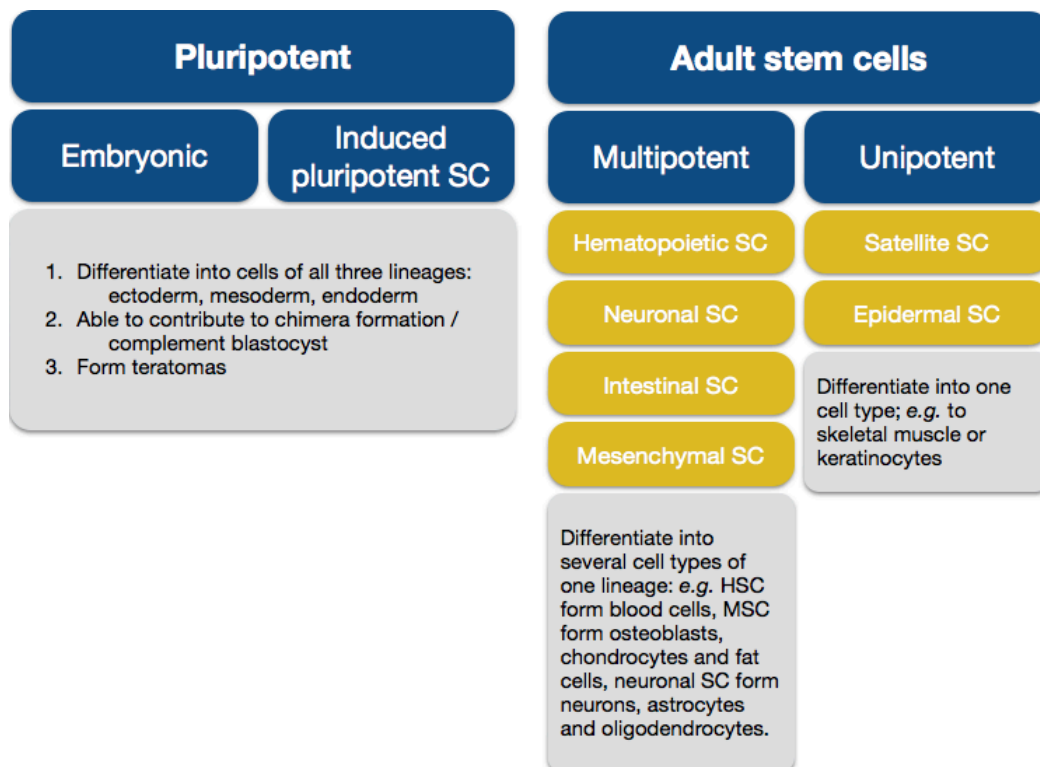 Pluripotent
Embryonic
Induced
pluripotent SC
1. Differentiate into cells of all three lineages:
ectoderm, mesoderm, endoderm
2. Able to contribute to chimera formation /
complement blastocyst
3. Form teratomas
Adult stem cells
Multipotent
Hematopoietic SC
Neuronal SC
Intestinal SC
Mesenchymal SC
Differentiate into
several cell types of
one lineage: e.g. HSC
form blood cells, MSC
form osteoblasts,
chondrocytes and fat
cells, neuronal SC form
neurons, astrocytes
and oligodendrocytes.
Unipotent
Satellite SC
Epidermal SC
Differentiate into one
cell type; e.g. to
skeletal muscle or
keratinocytes